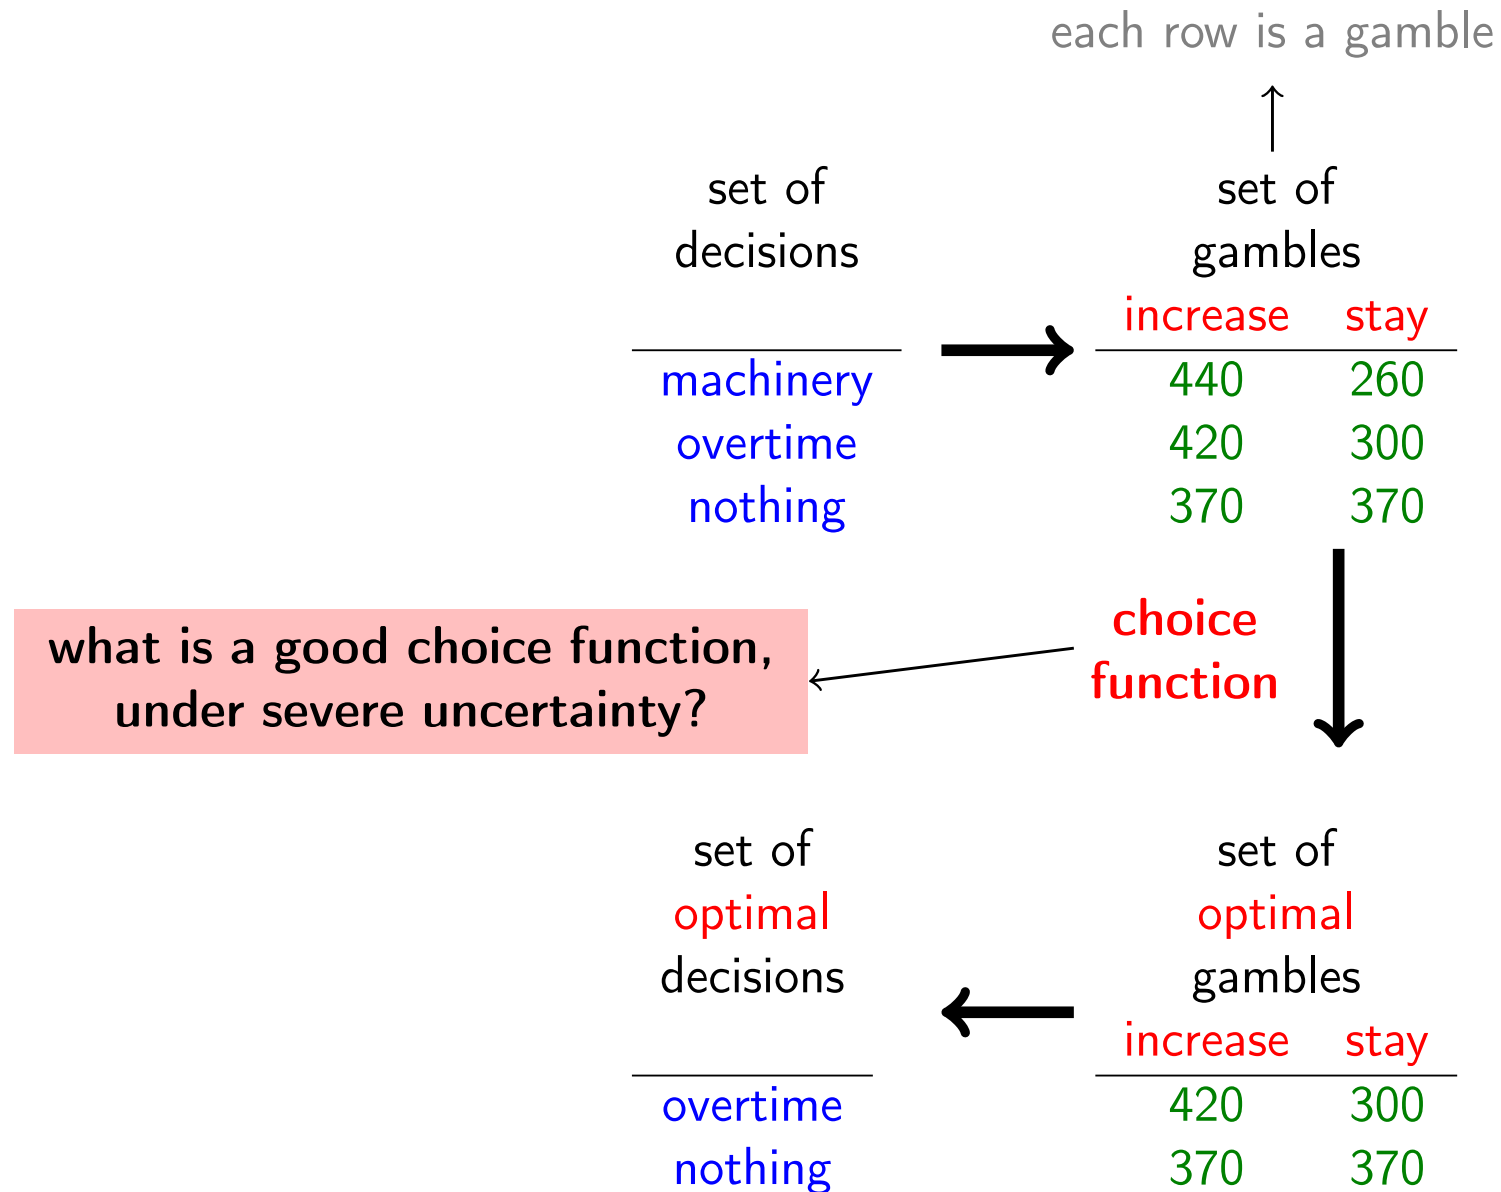 each row is a gamble
set of
decisions
set of
gambles
increase stay
machinery 440 260
overtime 420 300
nothing 370 370
what is a good choice function,
under severe uncertainty?
choice
function
set of
optimal
decisions
set of
optimal
gambles
increase stay
overtime 420 300
nothing 370 370